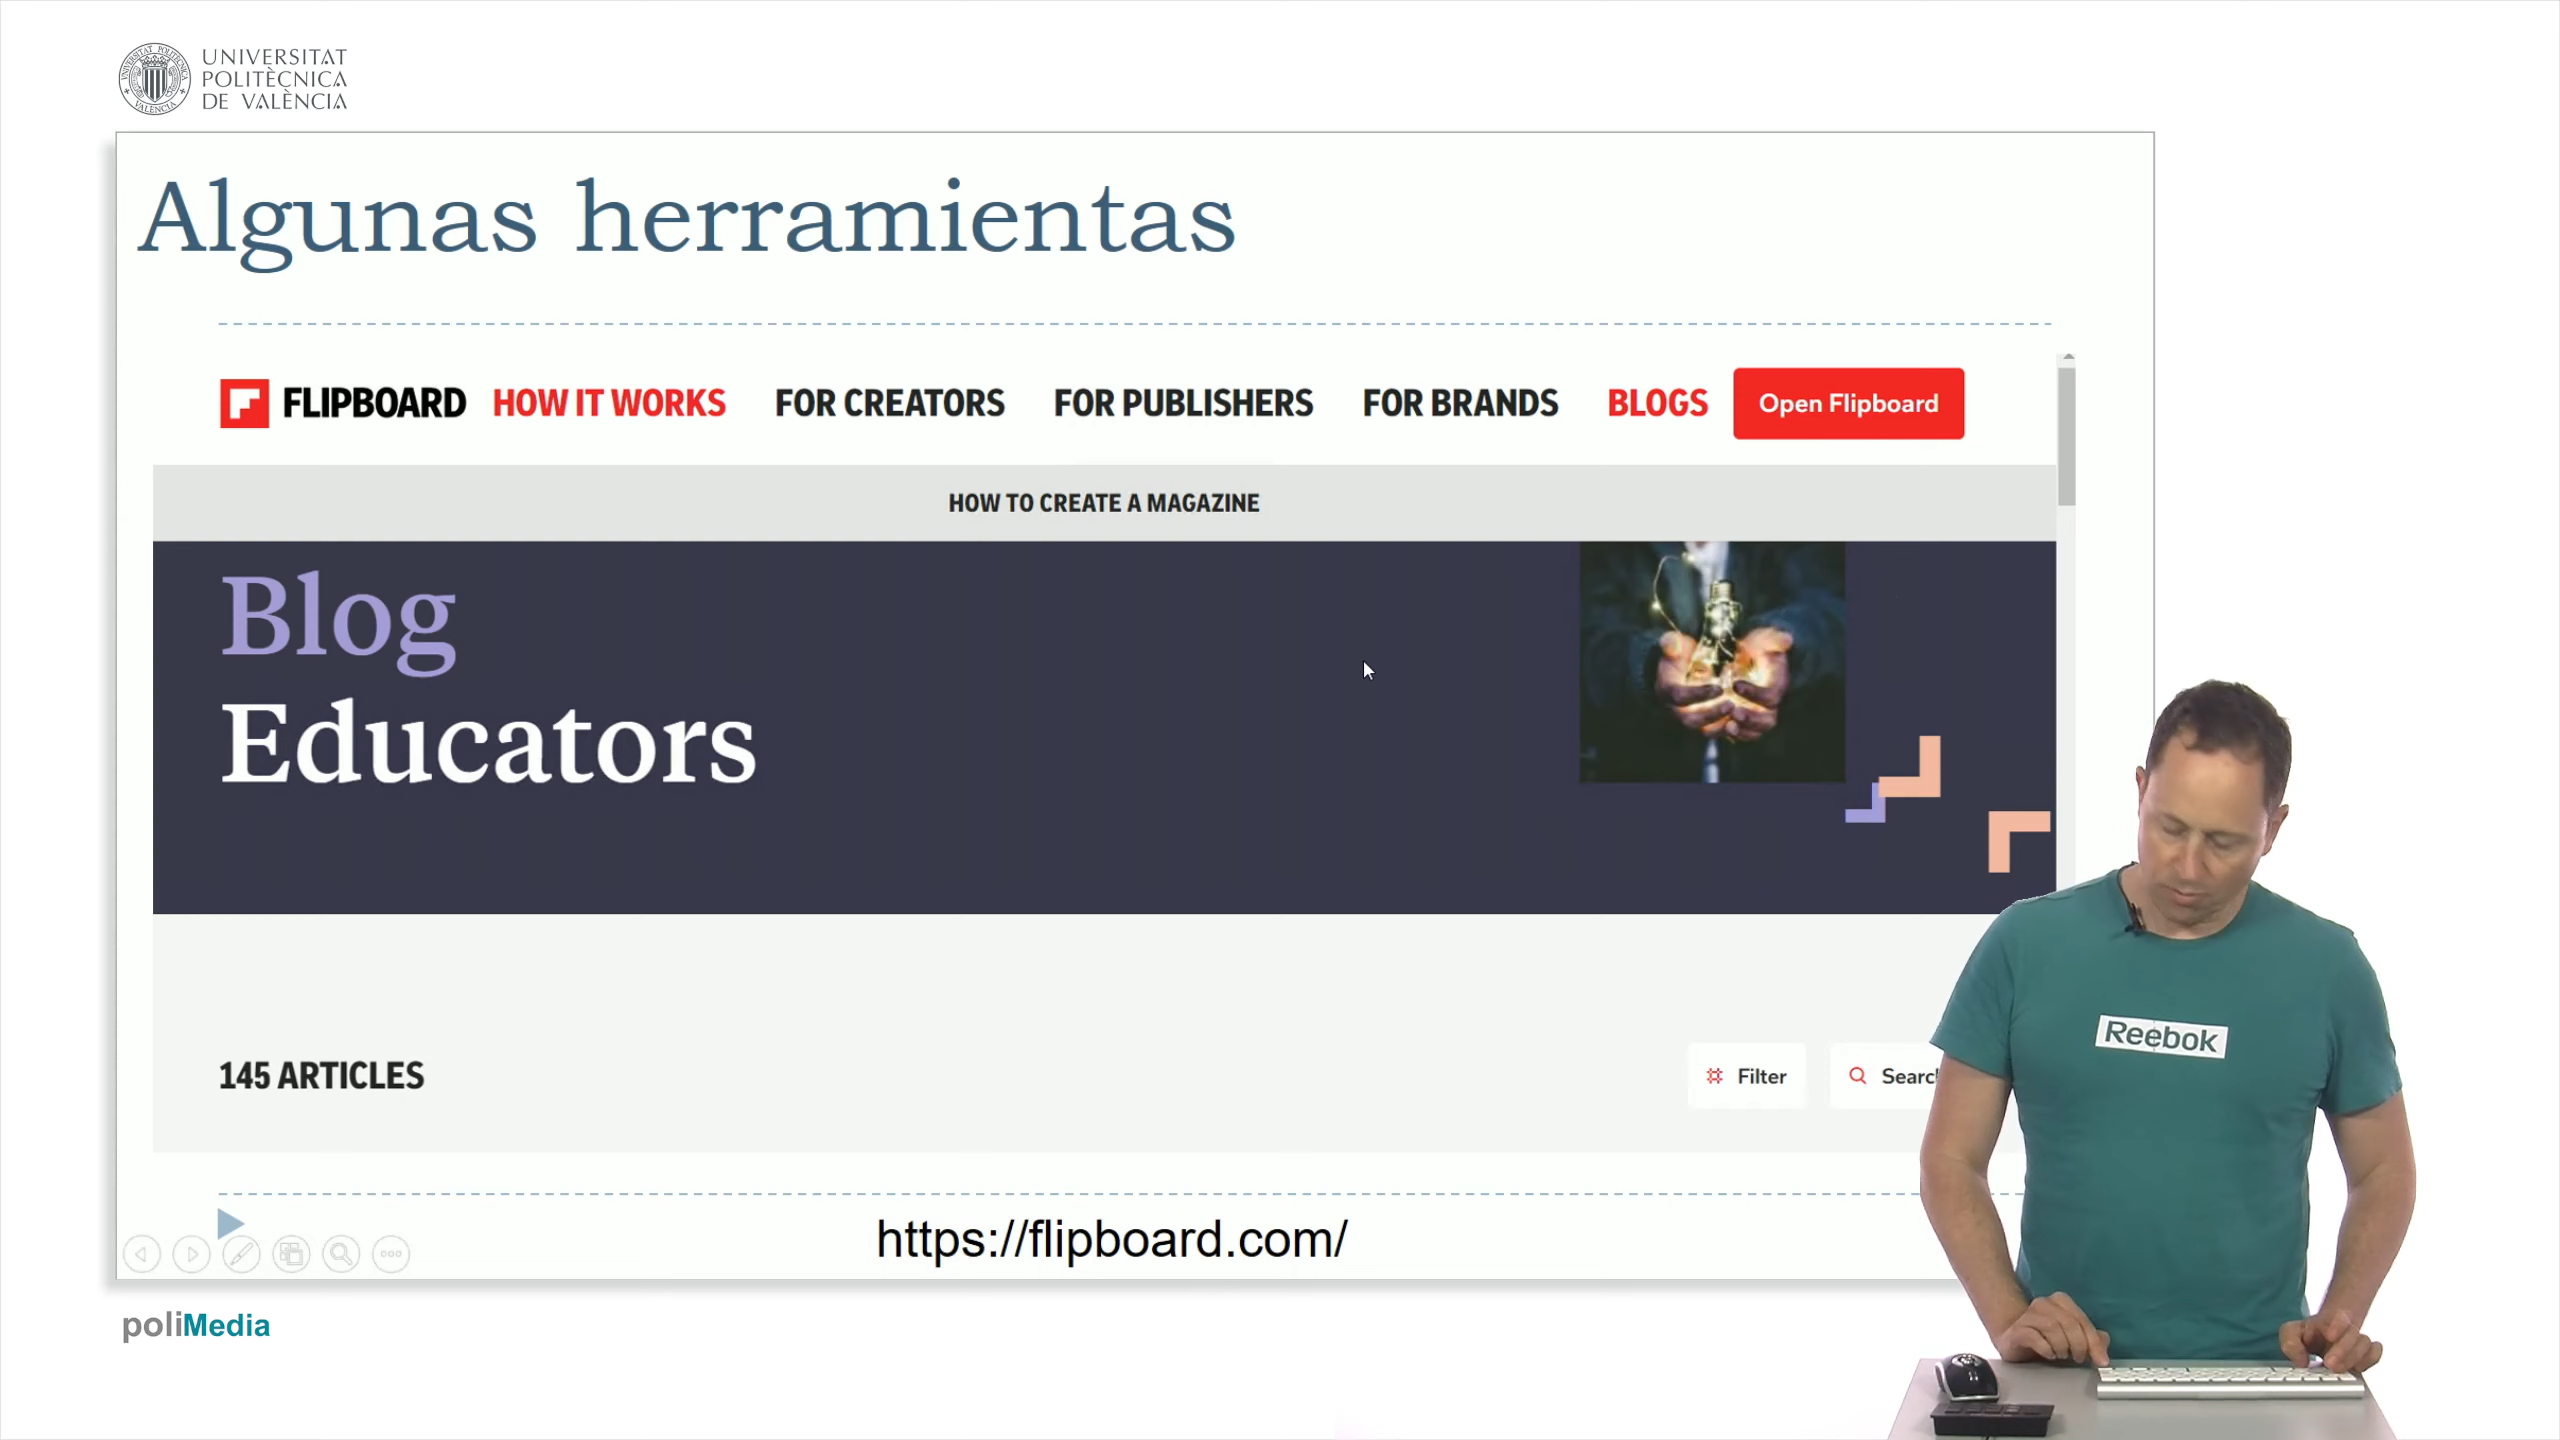 UNIVERSITAT
POLITÈCNICA
DE VALÈNCIA
Algunas herramientas
FLIPBOARD HOW IT WORKS FOR CREATORS FOR PUBLISHERS FOR BRANDS BLOGS Open Flipboard
HOW TO CREATE A MAGAZINE
Blog
Educators
145 ARTICLES Filter
Reebok
https://flipboard.com/
poliMedia